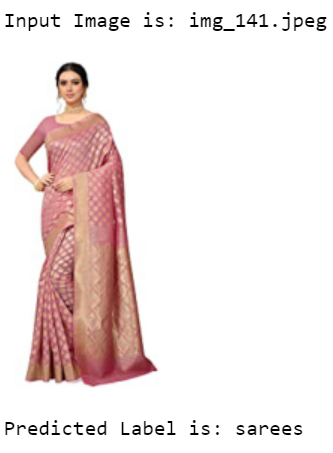 Input Image is: img_141.jpeg
Predicted Label is: sarees